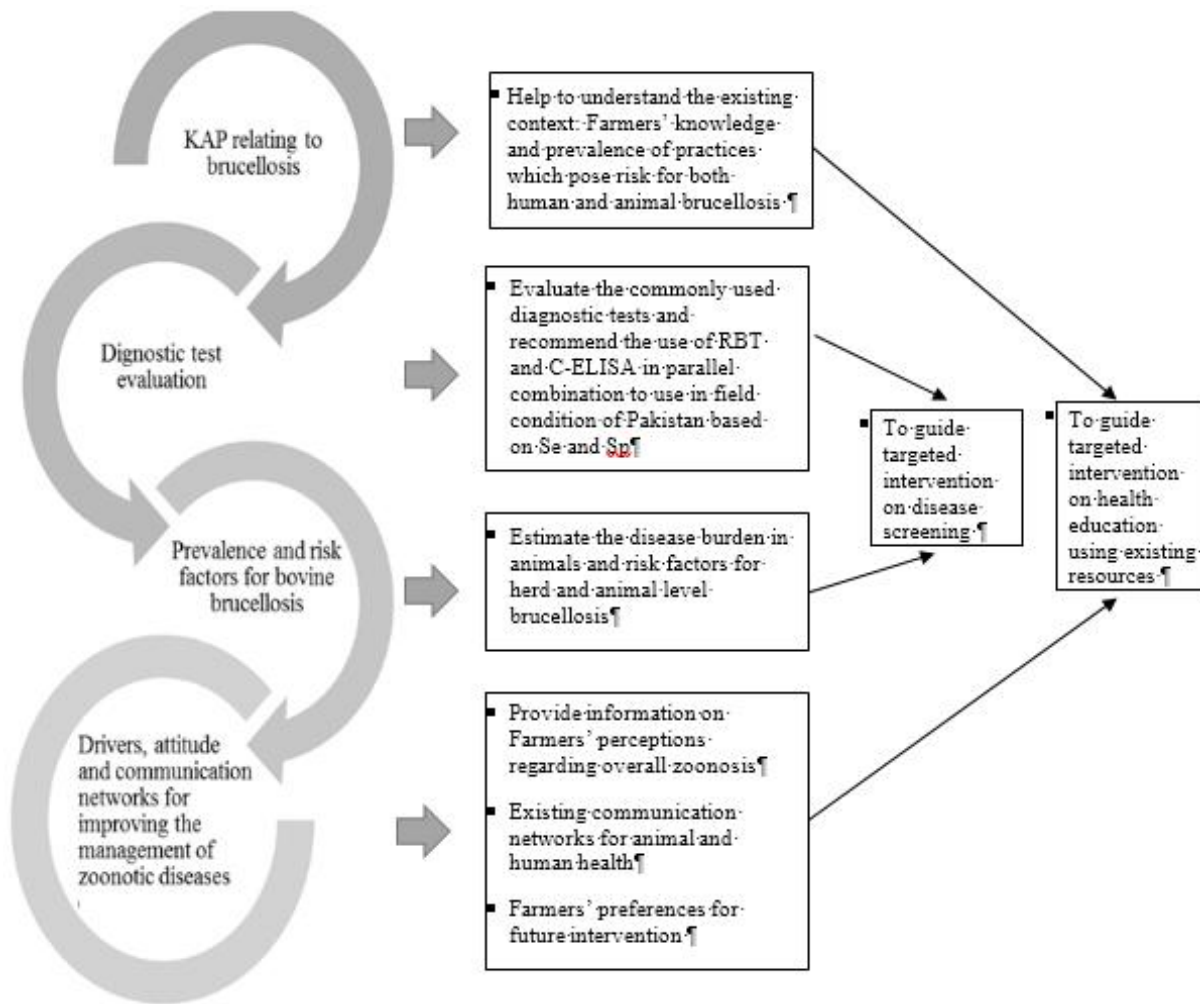 KAP relating to
brucellosis
▪ Help·to·understand·the·existing·
context:·Farmers'·knowledge·
and·prevalence·of·practices·
which·pose·risk·for·both·
human·and·animal·brucellosis·¶
Dignostic test
evaluation
▪ Evaluate·the·commonly·used·
diagnostic·tests·and·
recommend·the·use·of·RBT·
and·C-ELISA·in·parallel·
combination·to·use·in·field·
condition·of·Pakistan·based·
on·Se·and·Sp¶
Prevalence and risk
factors for bovine
brucellosis
▪ Estimate·the·disease·burden·in·
animals·and·risk·factors·for·
herd·and·animal·level·
brucellosis¶
Drivers, attitude
and communication
networks for
improving the
management of
zoonotic diseases
▪ Provide·information·on·
Farmers'·perceptions·
regarding·overall·zoonosis¶
▪ Existing·communication·
networks·for·animal·and·
human·health¶
▪ Farmers'·preferences·for·
future·intervention·¶
▪ To·guide·
targeted·
intervention·
on·disease·
screening·¶
▪ To·guide·
targeted·
intervention·
on·health·
education·
using·existing·
resources·¶